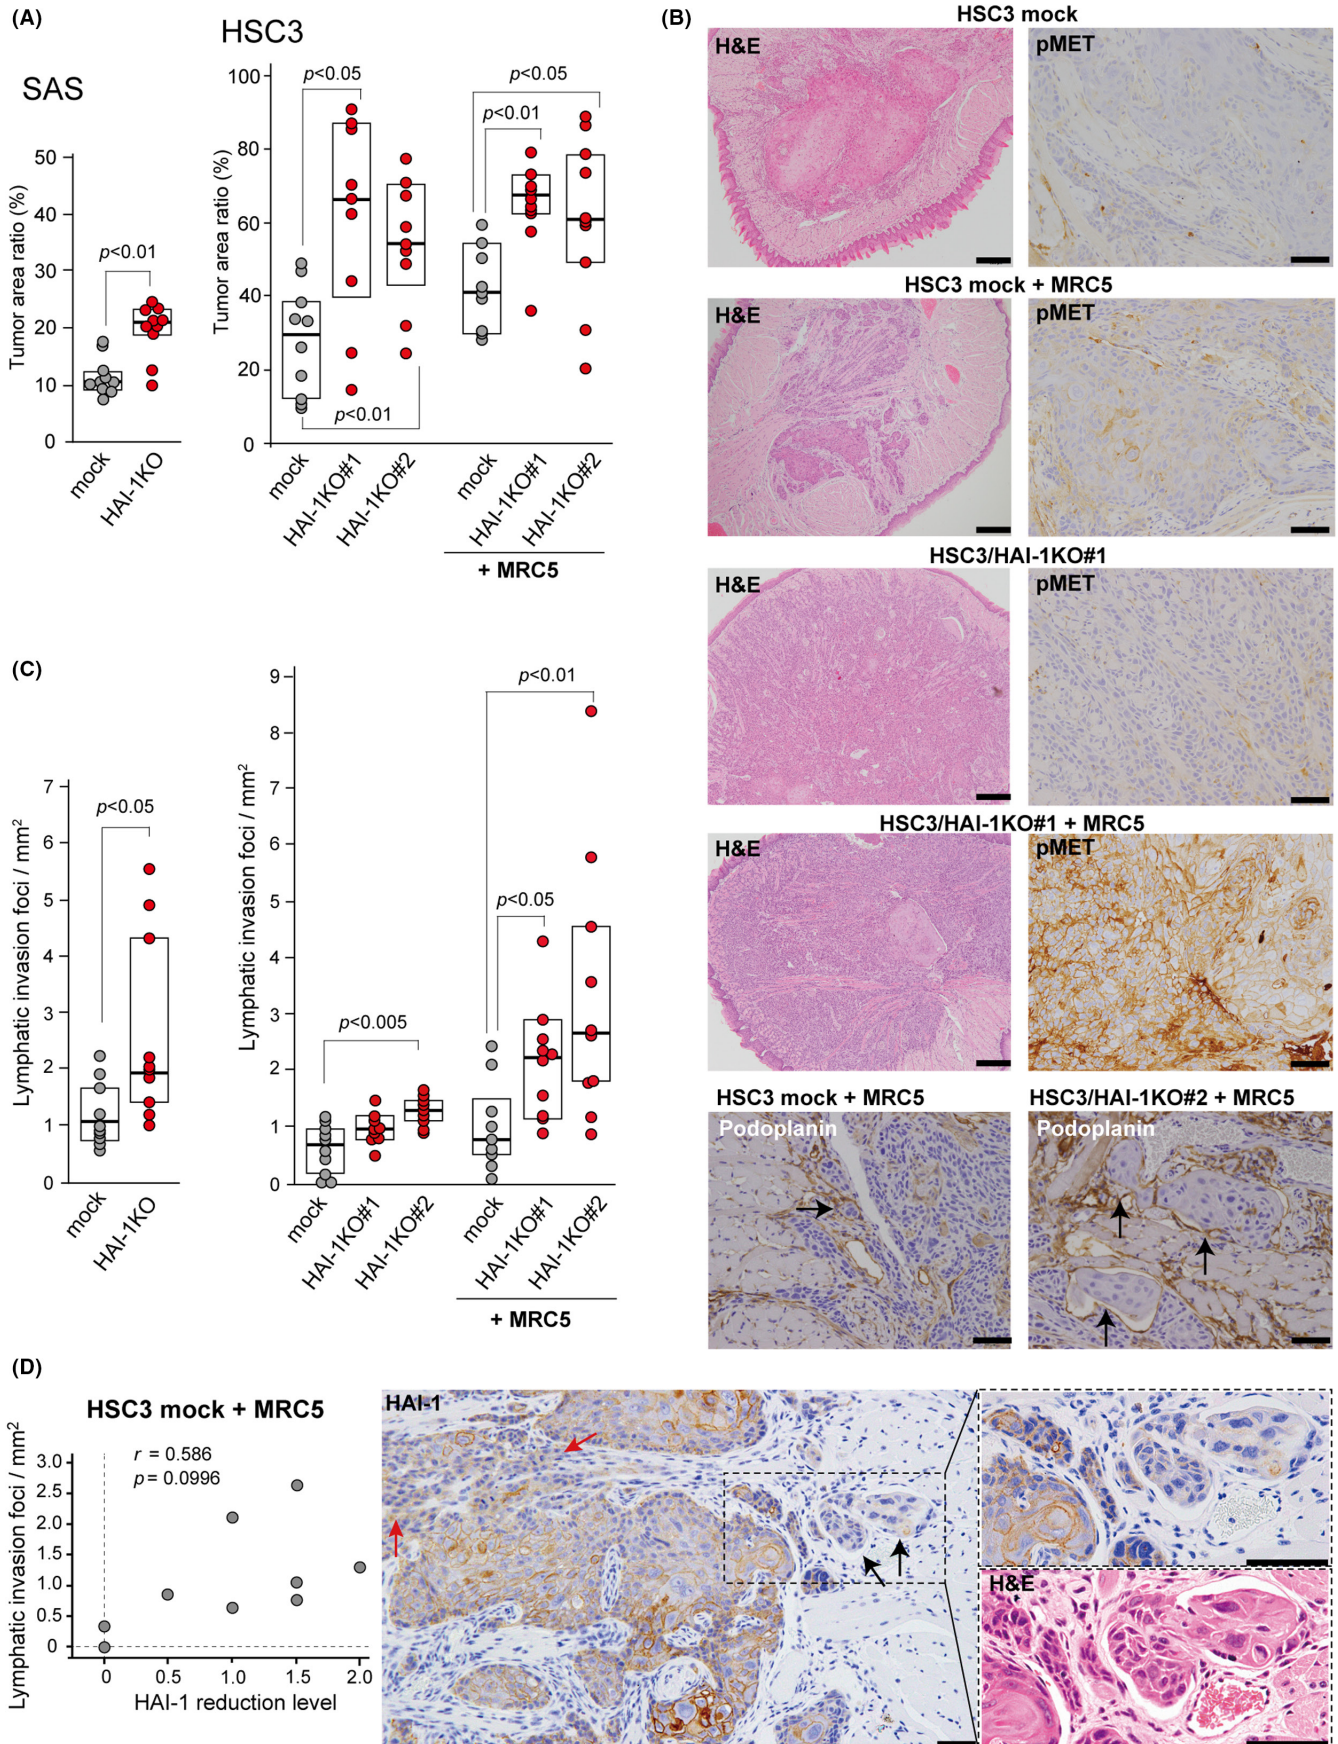 (A)
SAS
Tumor area ratio (%)
50
40
30
20
10
0
p<0.01
mock
HAI-1KO
HSC3
Tumor area ratio (%)
100
80
60
40
20
0
p<0.05
p<0.01
p<0.05
p<0.01
mock
HAI-1KO#1
HAI-1KO#2
mock
HAI-1KO#1
HAI-1KO#2
+ MRC5
(B)
HSC3 mock
H&E
pMET
HSC3 mock + MRC5
H&E
pMET
HSC3/HAI-1KO#1
H&E
pMET
HSC3/HAI-1KO#1 + MRC5
H&E
pMET
HSC3 mock + MRC5
Podoplanin
HSC3/HAI-1KO#2 + MRC5
Podoplanin
(C)
Lymphatic invasion foci / mm²
7
6
5
4
3
2
1
0
p<0.05
mock
HAI-1KO
Lymphatic invasion foci / mm²
9
8
7
6
5
4
3
2
1
0
p<0.005
p<0.01
p<0.05
mock
HAI-1KO#1
HAI-1KO#2
mock
HAI-1KO#1
HAI-1KO#2
+ MRC5
(D)
HSC3 mock + MRC5
r = 0.586
p = 0.0996
Lymphatic invasion foci / mm²
3.0
2.5
2.0
1.5
1.0
0.5
0
0
0.5
1.0
1.5
2.0
HAI-1 reduction level
HAI-1
H&E